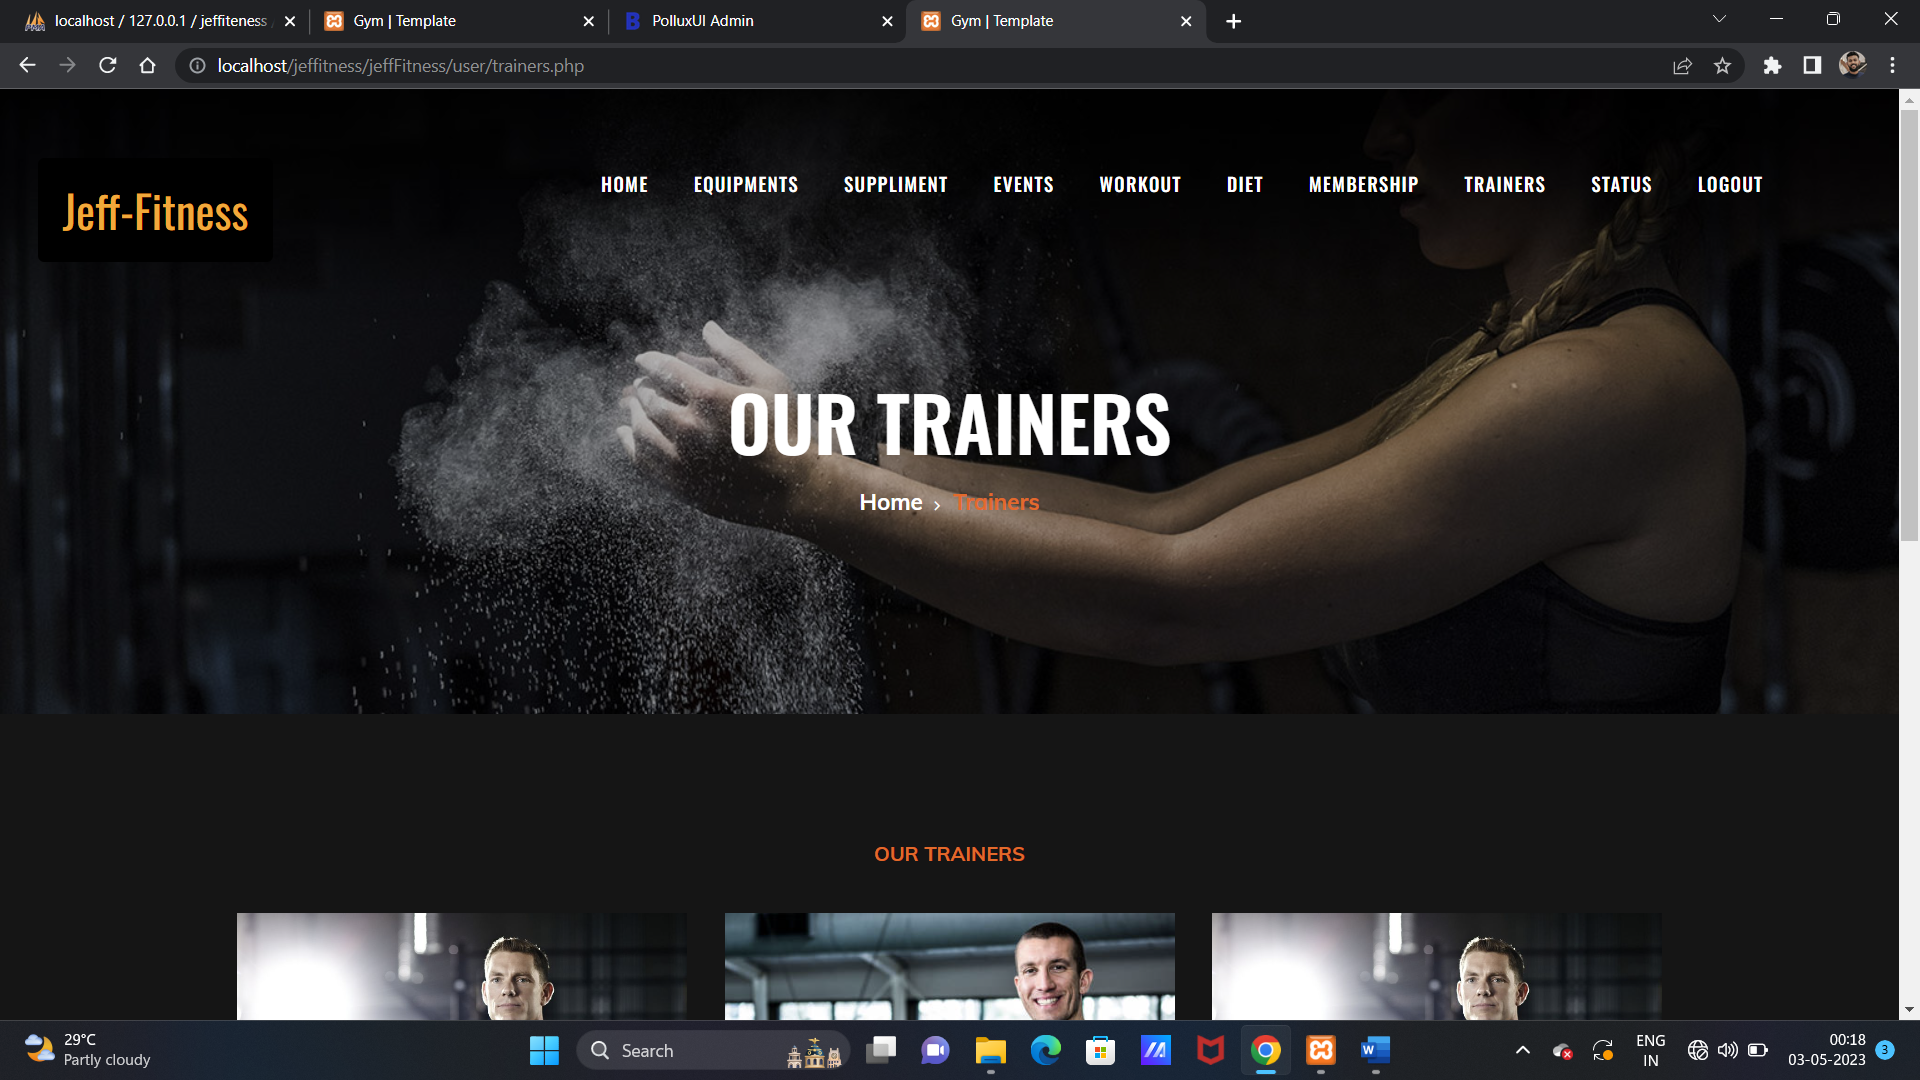 localhost / 127.0.0.1 / jeffiteness
Gym | Template
PolluxUI Admin
Gym | Template
localhost/jeffitness/jeffFitness/user/trainers.php
Jeff-Fitness
HOME EQUIPMENTS SUPPLIMENT EVENTS WORKOUT DIET MEMBERSHIP TRAINERS STATUS LOGOUT
OUR TRAINERS
Home › Trainers
OUR TRAINERS
29°C
Partly cloudy
Search
ENG
IN
00:18
03-05-2023
3